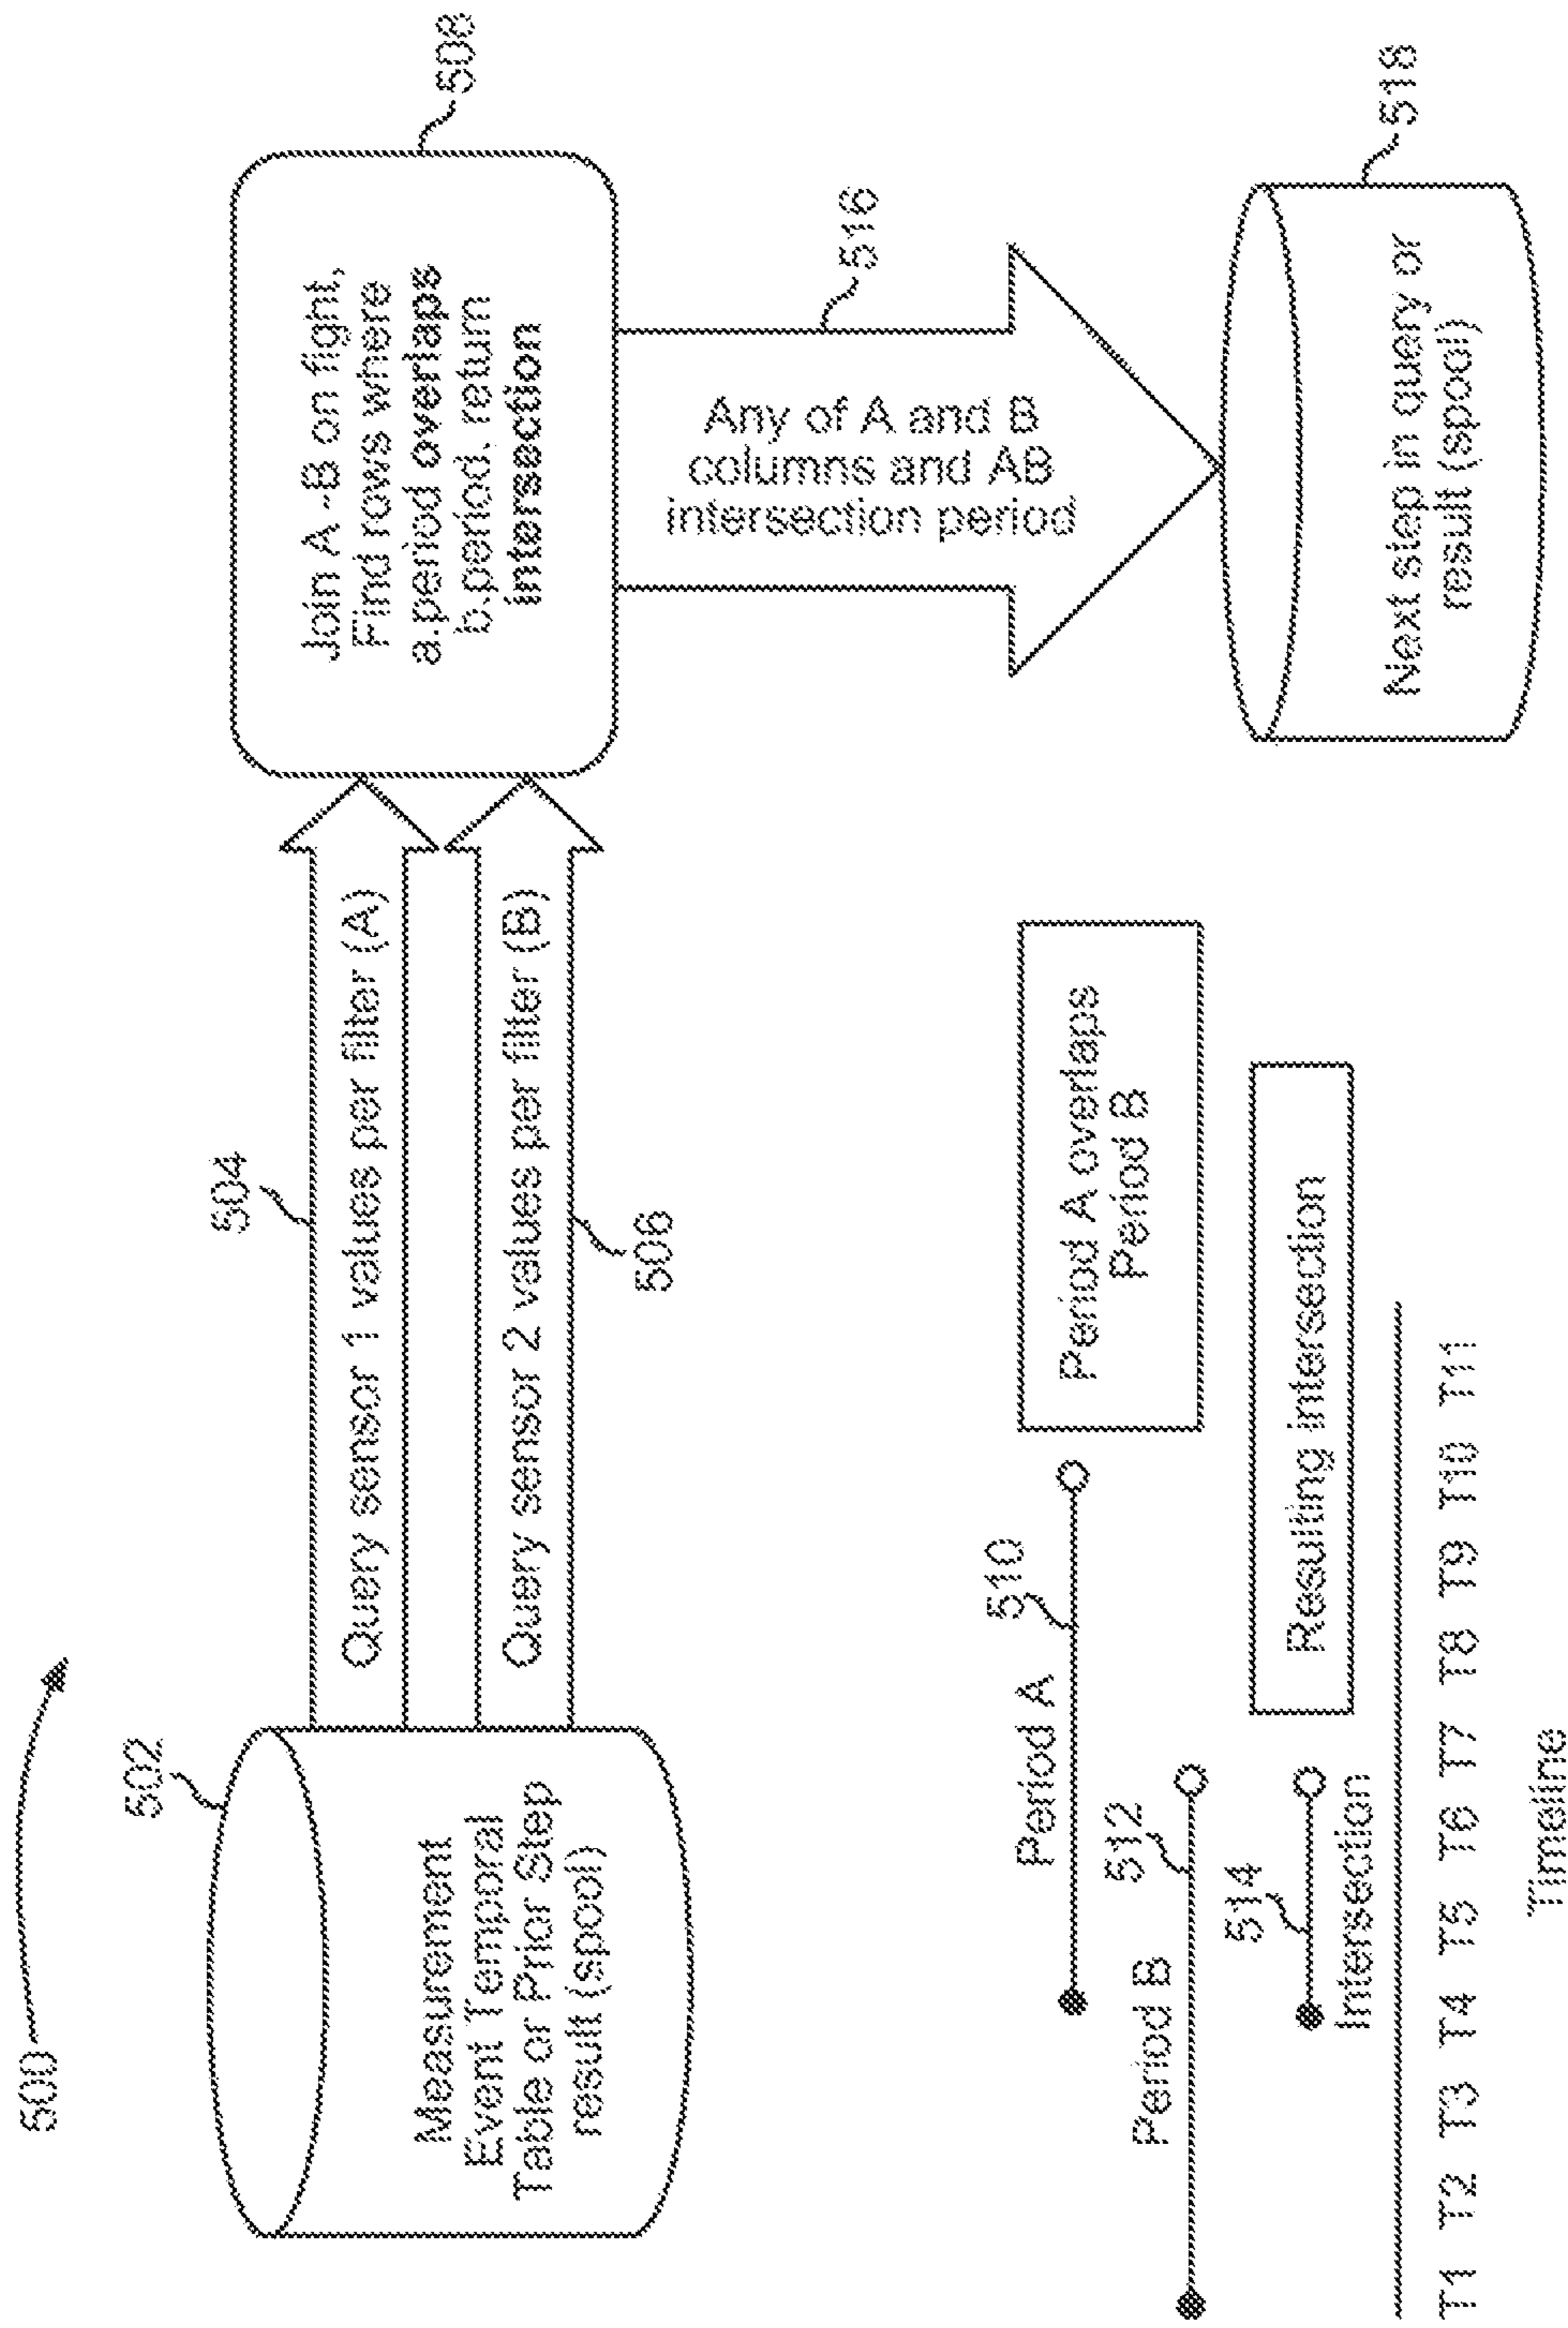 500
502
Measurement
Event Temporal
Table or Prior Step
result (spool)
504
Query sensor 1 values per filter (A)
Query sensor 2 values per filter (B)
506
508
Join A -B on flight,
Find rows where
a.period overlaps
b.period, return
intersection
516
Any of A and B
columns and AB
intersection period
518
Next step in query or
result (spool)
Period A
510
Period A overlaps
Period B
Period B
512
514
Intersection
Resulting intersection
T1 T2 T3 T4 T5 T6 T7 T8 T9 T10 T11
Timeline